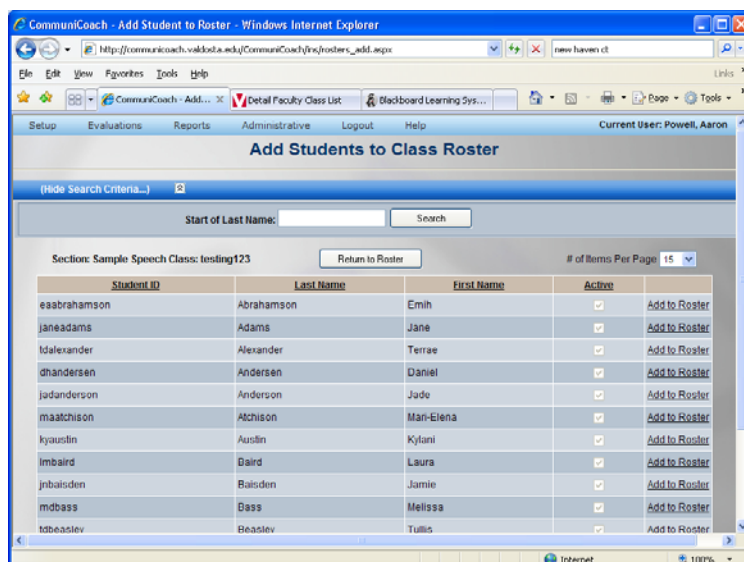 CommuniCoach - Add Student to Roster - Windows Internet Explorer
http://communicoach.valdosta.edu/CommuniCoach/ins/rosters_add.aspx new haven ct
File Edit View Favorites Tools Help Links
CommuniCoach - Add... Detail Faculty Class List Blackboard Learning Sys... Page Tools
Setup Evaluations Reports Administrative Logout Help Current User: Powell, Aaron
Add Students to Class Roster
(Hide Search Criteria...)
Start of Last Name: Search
Section: Sample Speech Class: testing123 Return to Roster # of Items Per Page 15
Student ID Last Name First Name Active
eaabrahamson Abrahamson Add to Roster
janeadams Adams Jane Add to Roster
tdalexander Alexander Terrae Add to Roster
dhandersen Andersen Daniel Add to Roster
jadanderson Anderson Jade Add to Roster
maatchison Atchison Mari-Elena Add to Roster
kyaustin Austin Kylani Add to Roster
lmbaird Baird Laura Add to Roster
jnbaisden Baisden Jamie Add to Roster
mdbass Bass Melissa Add to Roster
tdbeasley Beasley Tullis Add to Roster
Internet 100%